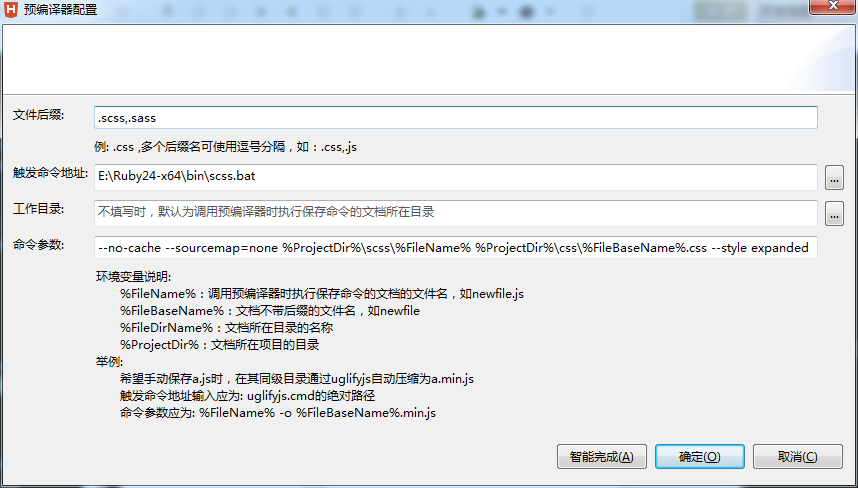 预编译器配置
文件后缀:
.scss,.sass
例: .css ,多个后缀名可使用逗号分隔，如：.css,.js
触发命令地址:
E:\Ruby24-x64\bin\scss.bat
...
工作目录:
不填写时，默认为调用预编译器时执行保存命令的文档所在目录
...
命令参数:
--no-cache --sourcemap=none %ProjectDir%\scss\%FileName% %ProjectDir%\css\%FileBaseName%.css --style expanded
环境变量说明:
%FileName%：调用预编译器时执行保存命令的文档的文件名，如newfile.js
%FileBaseName%：文档不带后缀的文件名，如newfile
%FileDirName%：文档所在目录的名称
%ProjectDir%：文档所在项目的目录
举例:
希望手动保存a.js时，在其同级目录通过uglifyjs自动压缩为a.min.js
触发命令地址输入应为: uglifyjs.cmd的绝对路径
命令参数应为: %FileName% -o %FileBaseName%.min.js
智能完成(A)
确定(O)
取消(C)